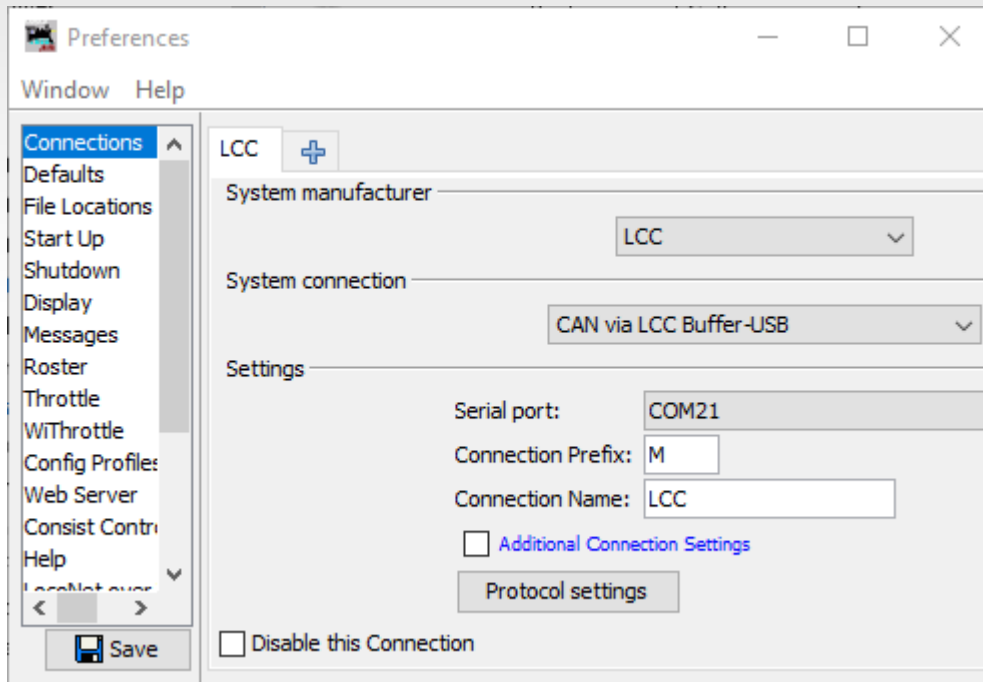 Preferences
Window Help
Connections
Defaults
File Locations
Start Up
Shutdown
Display
Messages
Roster
Throttle
WiThrottle
Config Profiles
Web Server
Consist Contr
Help
Save
LCC
System manufacturer
LCC
System connection
CAN via LCC Buffer-USB
Settings
Serial port: COM21
Connection Prefix: M
Connection Name: LCC
Additional Connection Settings
Protocol settings
Disable this Connection